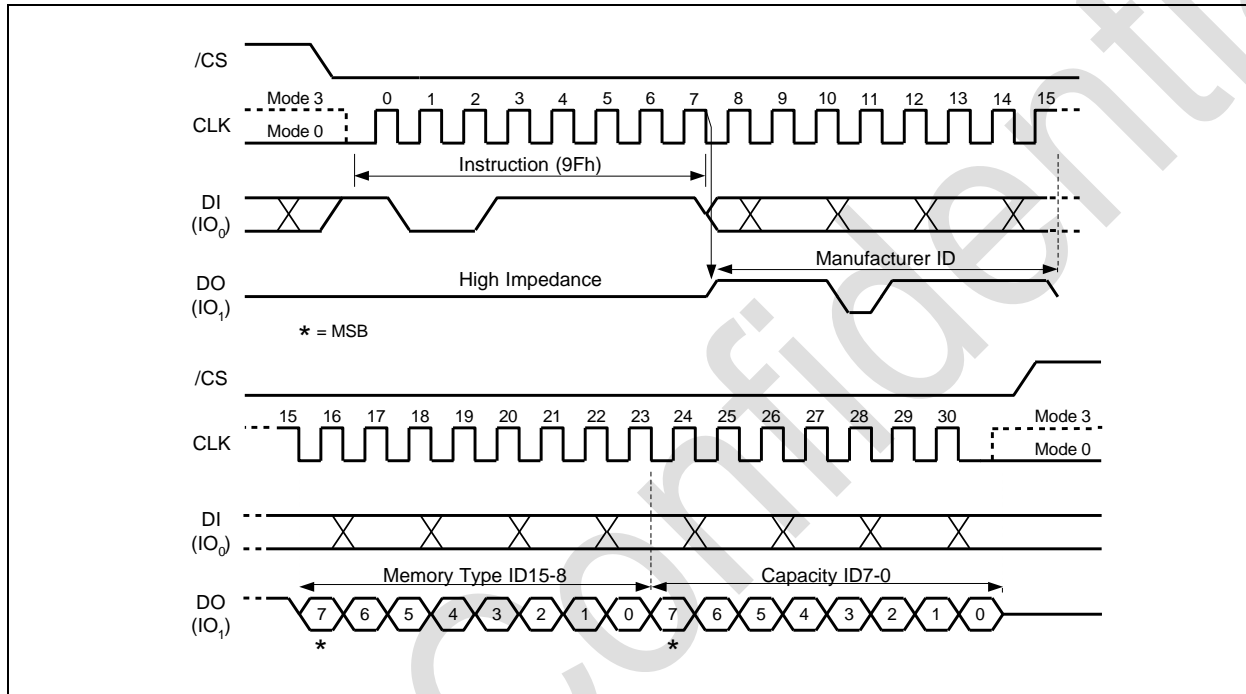 /CS
Mode 3 0 1 2 3 4 5 6 7 8 9 10 11 12 13 14 15
CLK
Mode 0
Instruction (9Fh)
DI
(IO0)
Manufacturer ID
DO
(IO1)
High Impedance
* = MSB
/CS
15 16 17 18 19 20 21 22 23 24 25 26 27 28 29 30 Mode 3
CLK
Mode 0
DI
(IO0)
Memory Type ID15-8 Capacity ID7-0
DO
(IO1)
7 6 5 4 3 2 1 0 7 6 5 4 3 2 1 0
* *
Confidenti